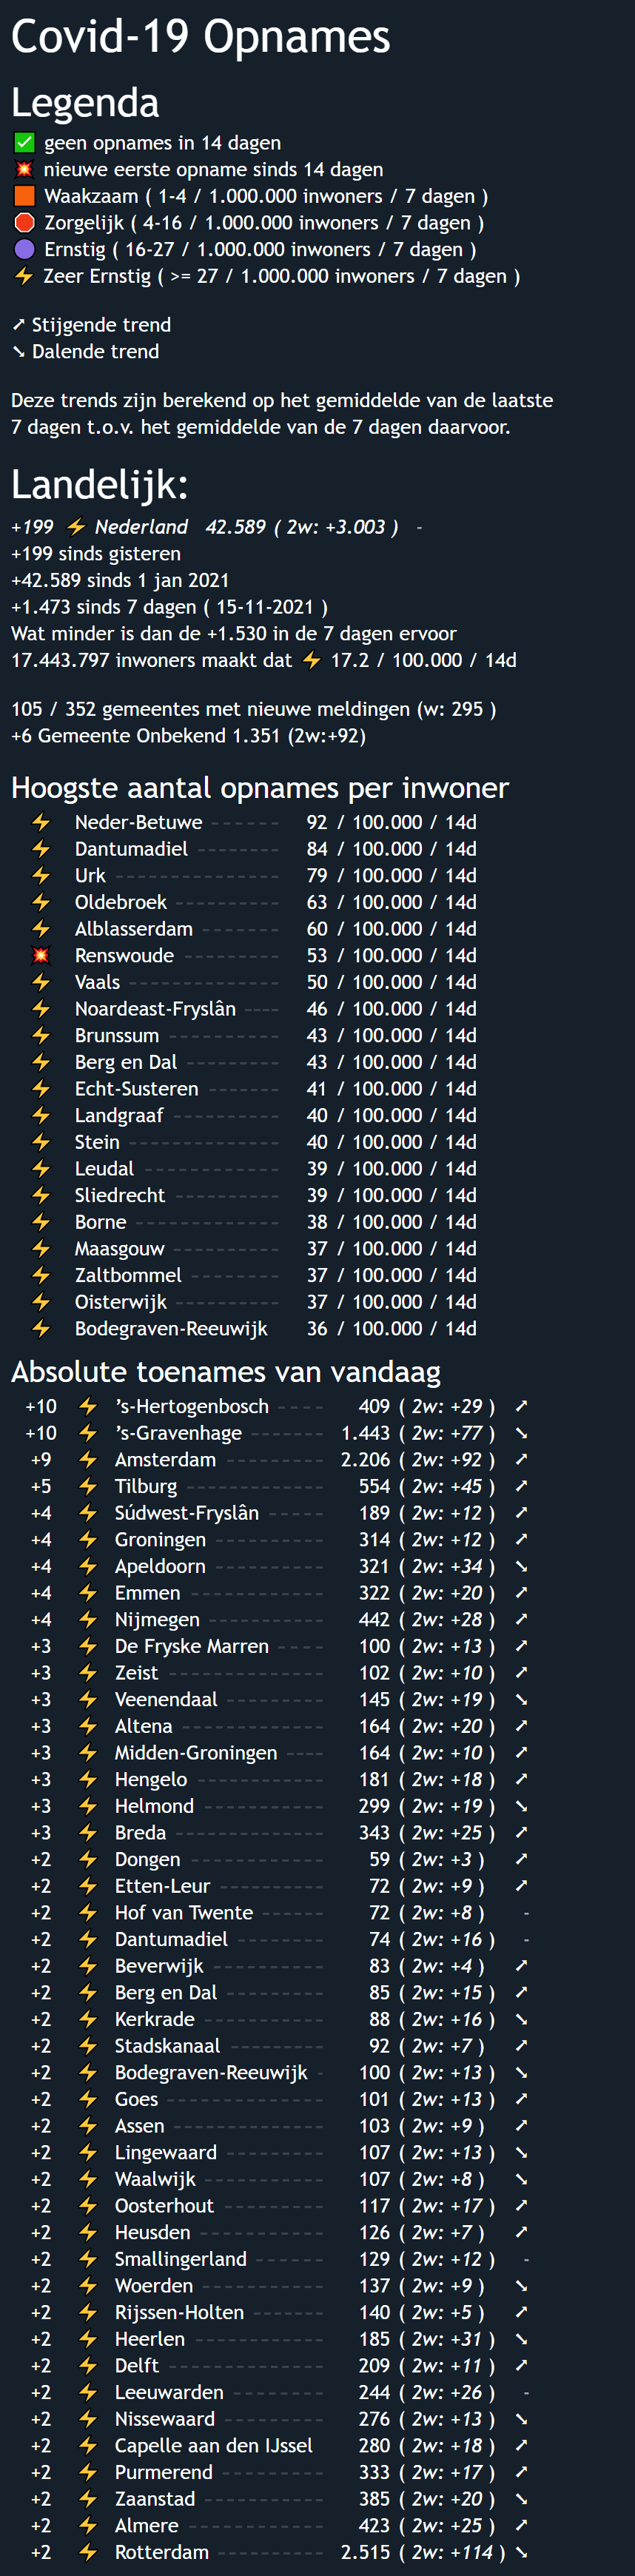 Covid-19 Opnames
Legenda
✅ geen opnames in 14 dagen
💥 nieuwe eerste opname sinds 14 dagen
🟧 Waakzaam ( 1-4 / 1.000.000 inwoners / 7 dagen )
🛑 Zorgelijk ( 4-16 / 1.000.000 inwoners / 7 dagen )
🟣 Ernstig ( 16-27 / 1.000.000 inwoners / 7 dagen )
⚡ Zeer Ernstig ( >= 27 / 1.000.000 inwoners / 7 dagen )
➚ Stijgende trend
➘ Dalende trend
Deze trends zijn berekend op het gemiddelde van de laatste
7 dagen t.o.v. het gemiddelde van de 7 dagen daarvoor.
Landelijk:
+199 ⚡ Nederland 42.589 ( 2w: +3.003 ) -
+199 sinds gisteren
+42.589 sinds 1 jan 2021
+1.473 sinds 7 dagen ( 15-11-2021 )
Wat minder is dan de +1.530 in de 7 dagen ervoor
17.443.797 inwoners maakt dat ⚡ 17.2 / 100.000 / 14d
105 / 352 gemeentes met nieuwe meldingen (w: 295 )
+6 Gemeente Onbekend 1.351 (2w:+92)
Hoogste aantal opnames per inwoner
⚡ Neder-Betuwe ------ 92 / 100.000 / 14d
⚡ Dantumadiel ------- 84 / 100.000 / 14d
⚡ Urk -------------- 79 / 100.000 / 14d
⚡ Oldebroek --------- 63 / 100.000 / 14d
⚡ Alblasserdam ------- 60 / 100.000 / 14d
💥 Renswoude -------- 53 / 100.000 / 14d
⚡ Vaals ------------- 50 / 100.000 / 14d
⚡ Noardeast-Fryslân ---- 46 / 100.000 / 14d
⚡ Brunssum --------- 43 / 100.000 / 14d
⚡ Berg en Dal -------- 43 / 100.000 / 14d
⚡ Echt-Susteren ------- 41 / 100.000 / 14d
⚡ Landgraaf --------- 40 / 100.000 / 14d
⚡ Stein ------------- 40 / 100.000 / 14d
⚡ Leudal ----------- 39 / 100.000 / 14d
⚡ Sliedrecht --------- 39 / 100.000 / 14d
⚡ Borne ------------ 38 / 100.000 / 14d
⚡ Maasgouw --------- 37 / 100.000 / 14d
⚡ Zaltbommel -------- 37 / 100.000 / 14d
⚡ Oisterwijk --------- 37 / 100.000 / 14d
⚡ Bodegraven-Reeuwijk 36 / 100.000 / 14d
Absolute toenames van vandaag
+10 ⚡ ’s-Hertogenbosch ---- 409 ( 2w: +29 ) ➚
+10 ⚡ ’s-Gravenhage ------ 1.443 ( 2w: +77 ) ➘
+9 ⚡ Amsterdam -------- 2.206 ( 2w: +92 ) ➚
+5 ⚡ Tilburg ------------ 554 ( 2w: +45 ) ➚
+4 ⚡ Súdwest-Fryslân ----- 189 ( 2w: +12 ) ➚
+4 ⚡ Groningen --------- 314 ( 2w: +12 ) ➚
+4 ⚡ Apeldoorn --------- 321 ( 2w: +34 ) ➘
+4 ⚡ Emmen ----------- 322 ( 2w: +20 ) ➚
+4 ⚡ Nijmegen ---------- 442 ( 2w: +28 ) ➚
+3 ⚡ De Fryske Marren ---- 100 ( 2w: +13 ) ➚
+3 ⚡ Zeist ------------- 102 ( 2w: +10 ) ➚
+3 ⚡ Veenendaal -------- 145 ( 2w: +19 ) ➘
+3 ⚡ Altena ------------ 164 ( 2w: +20 ) ➚
+3 ⚡ Midden-Groningen ---- 164 ( 2w: +10 ) ➚
+3 ⚡ Hengelo ----------- 181 ( 2w: +18 ) ➚
+3 ⚡ Helmond ---------- 299 ( 2w: +19 ) ➘
+3 ⚡ Breda ------------- 343 ( 2w: +25 ) ➚
+2 ⚡ Dongen ----------- 59 ( 2w: +3 ) ➚
+2 ⚡ Etten-Leur --------- 72 ( 2w: +9 ) ➚
+2 ⚡ Hof van Twente ------ 72 ( 2w: +8 ) -
+2 ⚡ Dantumadiel ------- 74 ( 2w: +16 ) -
+2 ⚡ Beverwijk --------- 83 ( 2w: +4 ) ➚
+2 ⚡ Berg en Dal -------- 85 ( 2w: +15 ) ➚
+2 ⚡ Kerkrade ---------- 88 ( 2w: +16 ) ➘
+2 ⚡ Stadskanaal -------- 92 ( 2w: +7 ) ➚
+2 ⚡ Bodegraven-Reeuwijk - 100 ( 2w: +13 ) ➘
+2 ⚡ Goes ------------- 101 ( 2w: +13 ) ➚
+2 ⚡ Assen ------------ 103 ( 2w: +9 ) ➚
+2 ⚡ Lingewaard -------- 107 ( 2w: +13 ) ➘
+2 ⚡ Waalwijk ---------- 107 ( 2w: +8 ) ➘
+2 ⚡ Oosterhout -------- 117 ( 2w: +17 ) ➚
+2 ⚡ Heusden ----------- 126 ( 2w: +7 ) ➚
+2 ⚡ Smallingerland ------ 129 ( 2w: +12 ) -
+2 ⚡ Woerden ---------- 137 ( 2w: +9 ) ➘
+2 ⚡ Rijssen-Holten ------- 140 ( 2w: +5 ) ➚
+2 ⚡ Heerlen ----------- 185 ( 2w: +31 ) ➘
+2 ⚡ Delft ------------- 209 ( 2w: +11 ) ➚
+2 ⚡ Leeuwarden -------- 244 ( 2w: +26 ) -
+2 ⚡ Nissewaard -------- 276 ( 2w: +13 ) ➘
+2 ⚡ Capelle aan den IJssel 280 ( 2w: +18 ) ➚
+2 ⚡ Purmerend --------- 333 ( 2w: +17 ) ➚
+2 ⚡ Zaanstad ---------- 385 ( 2w: +20 ) ➘
+2 ⚡ Almere ------------ 423 ( 2w: +25 ) ➚
+2 ⚡ Rotterdam --------- 2.515 ( 2w: +114 ) ➘